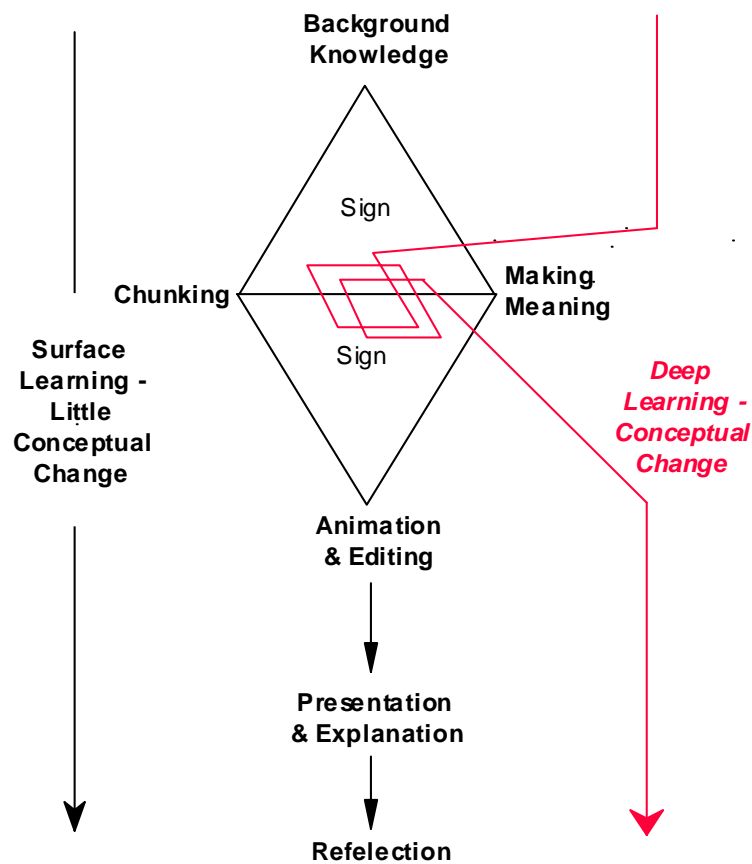 Background
Knowledge
Sign
Chunking
Making
Meaning
Sign
Surface
Learning -
Little
Conceptual
Change
Deep
Learning -
Conceptual
Change
Animation
& Editing
Presentation
& Explanation
Refelection